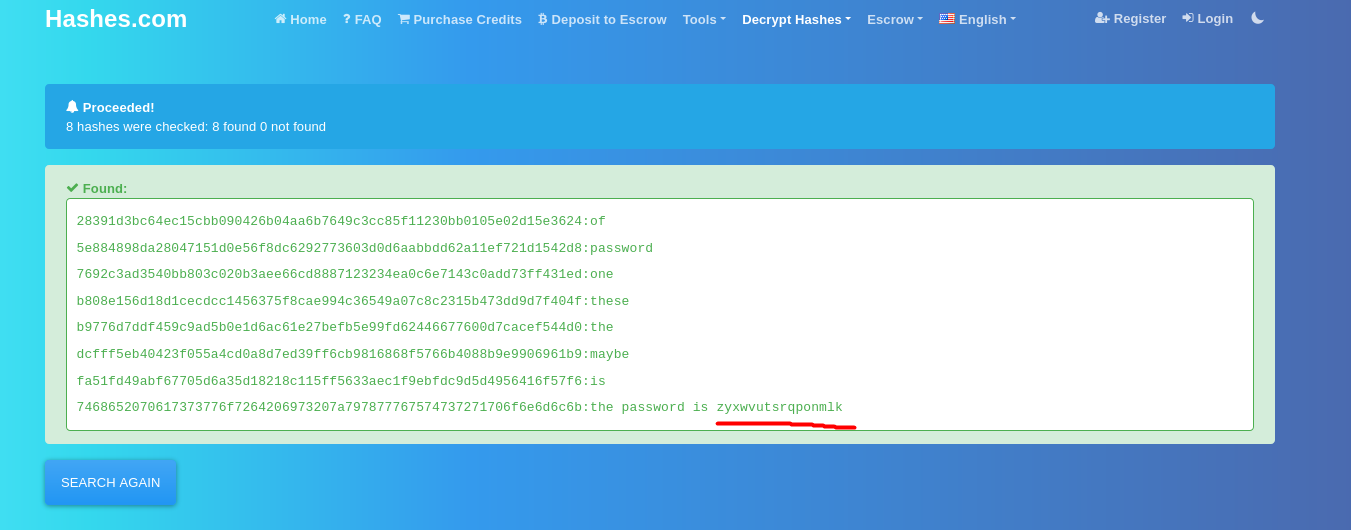 Hashes.com Home ? FAQ Purchase Credits Deposit to Escrow Tools Decrypt Hashes Escrow English Register Login
Proceeded!
8 hashes were checked: 8 found 0 not found
Found:
28391d3bc64ec15cbb090426b04aa6b7649c3cc85f11230bb0105e02d15e3624:of
5e884898da28047151d0e56f8dc6292773603d0d6aabbdd62a11ef721d1542d8:password
7692c3ad3540bb803c020b3aee66cd8887123234ea0c6e7143c0add73ff431ed:one
b808e156d18d1cecdcc1456375f8cae994c36549a07c8c2315b473dd9d7f404f:these
b9776d7ddf459c9ad5b0e1d6ac61e27befb5e99fd62446677600d7cacef544d0:the
dcfff5eb40423f055a4cd0a8d7ed39ff6cb9816868f5766b4088b9e9906961b9:maybe
fa51fd49abf67705d6a35d18218c115ff5633aec1f9ebfdc9d5d4956416f57f6:is
7468652070617373776f7264206973207a797877767574737271706f6e6d6c6b:the password is zyxwvutsrqponmlk
SEARCH AGAIN